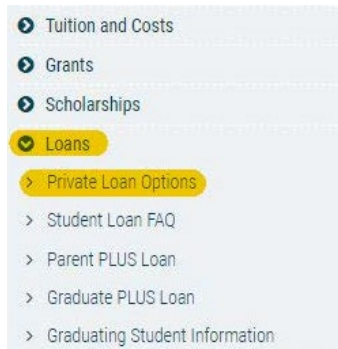 Tuition and Costs
Grants
Scholarships
Loans
> Private Loan Options
> Student Loan FAQ
> Parent PLUS Loan
> Graduate PLUS Loan
> Graduating Student Information